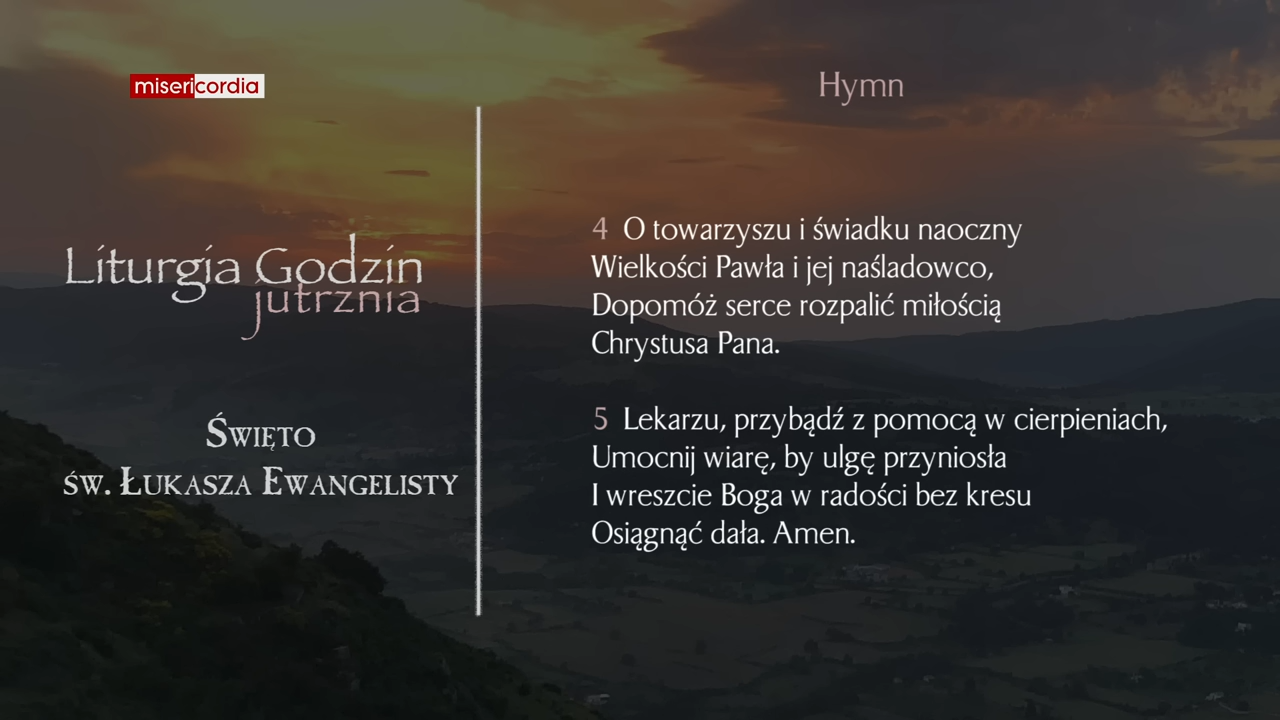 misericordia
Liturgia Godzin
jutrznia
Święto
św. Łukasza Ewangelisty
Hymn
4 O towarzyszu i świadku naoczny
Wielkości Pawła i jej naśladowco,
Dopomóż serce rozpalić miłością
Chrystusa Pana.
5 Lekarzu, przybądź z pomocą w cierpieniach,
Umocnij wiarę, by ulgę przyniosła
I wreszcie Boga w radości bez kresu
Osiągnąć dała. Amen.